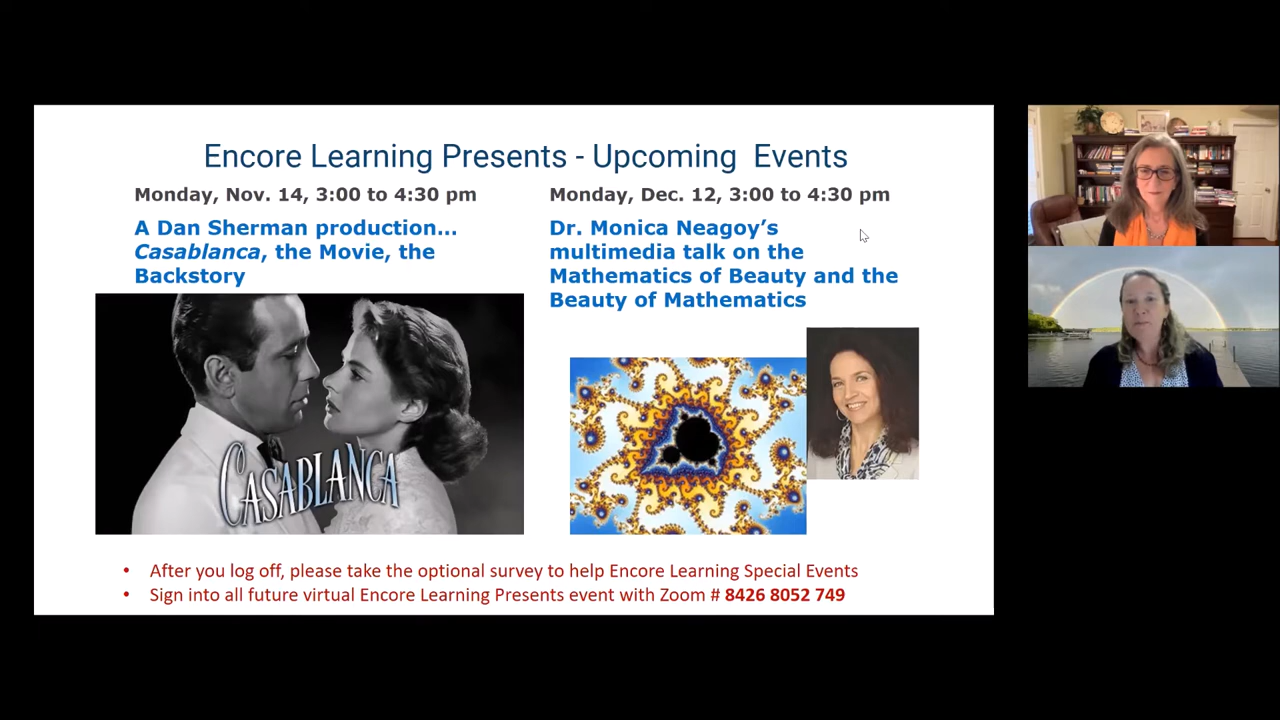 Encore Learning Presents - Upcoming Events
Monday, Nov. 14, 3:00 to 4:30 pm
A Dan Sherman production...
Casablanca, the Movie, the
Backstory
CASABLANCA
Monday, Dec. 12, 3:00 to 4:30 pm
Dr. Monica Neagoy’s
multimedia talk on the
Mathematics of Beauty and the
Beauty of Mathematics
• After you log off, please take the optional survey to help Encore Learning Special Events
• Sign into all future virtual Encore Learning Presents event with Zoom # 8426 8052 749